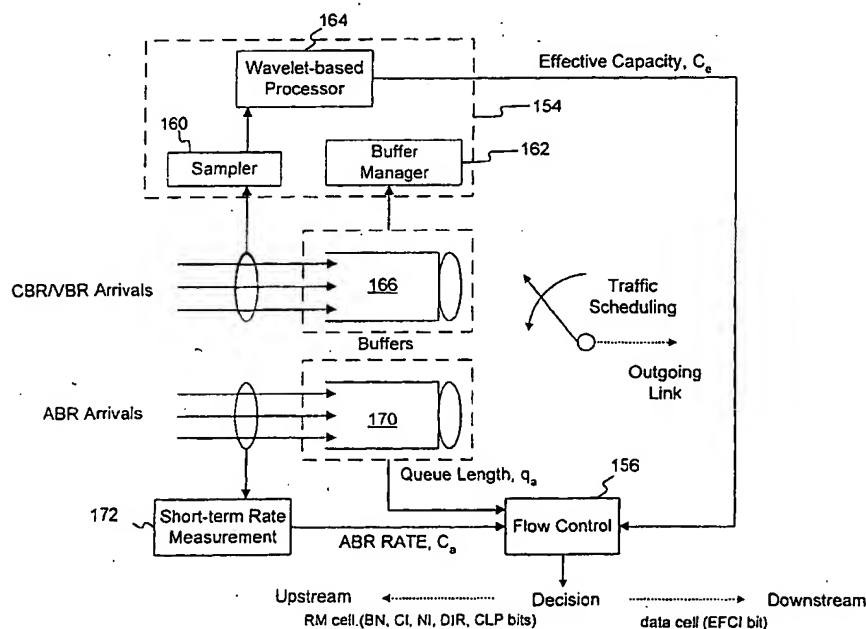 164
Wavelet-based
Processor
Effective Capacity, Ce
154
160
Sampler
Buffer
Manager
162
CBR/VBR Arrivals
166
Buffers
Traffic
Scheduling
Outgoing
Link
ABR Arrivals
170
Queue Length, qa
156
172
Short-term Rate
Measurement
ABR RATE, Ca
Flow Control
Upstream
Decision
Downstream
RM cell.(BN, CI, NI, DIR, CLP bits)
data cell (EFCI bit)